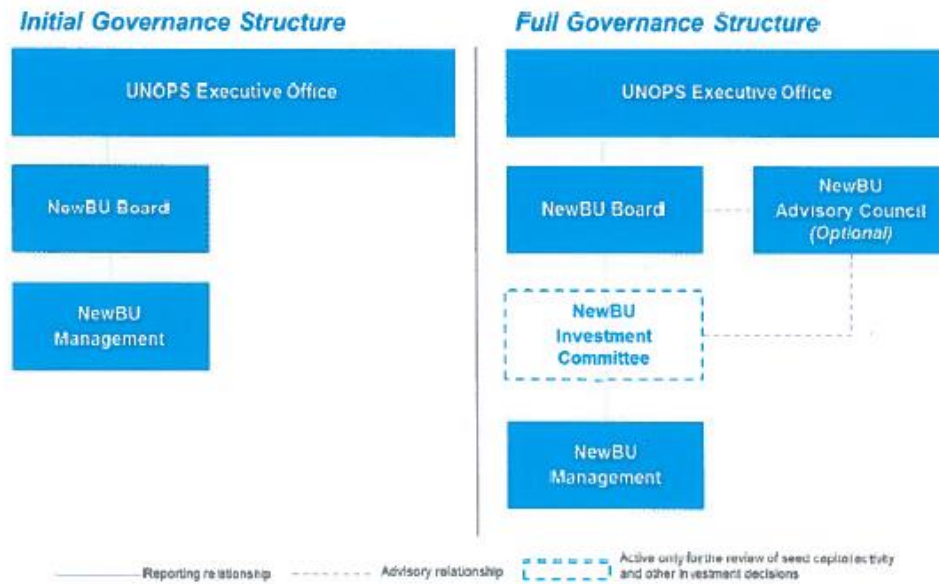 Initial Governance Structure
UNOPS Executive Office
NewBU Board
NewBU
Management
Full Governance Structure
UNOPS Executive Office
NewBU Board
NewBU
Advisory Council
(Optional)
NewBU
Investment
Committee
NewBU
Management
Reporting relationship
Advisory relationship
Active only for the review of seed capital activity
and other investment decisions